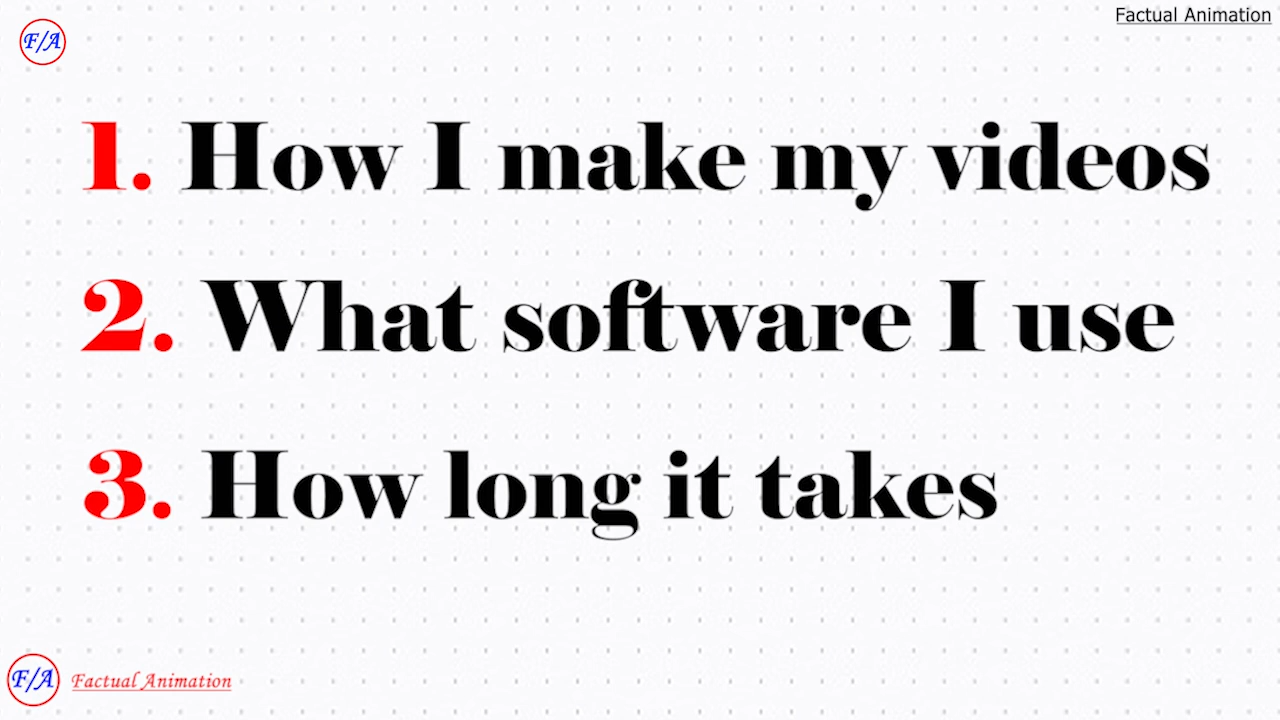 F/A
Factual Animation
1. How I make my videos
2. What software I use
3. How long it takes
F/A Factual Animation